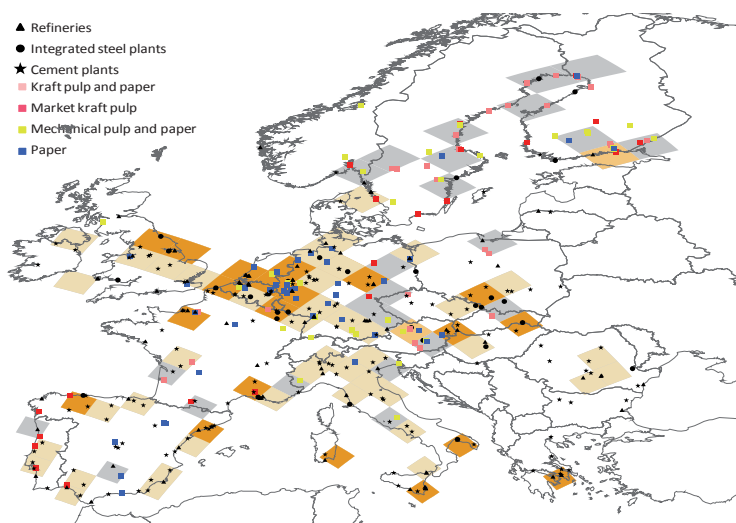 Refineries
Integrated steel plants
Cement plants
Kraft pulp and paper
Market kraft pulp
Mechanical pulp and paper
Paper